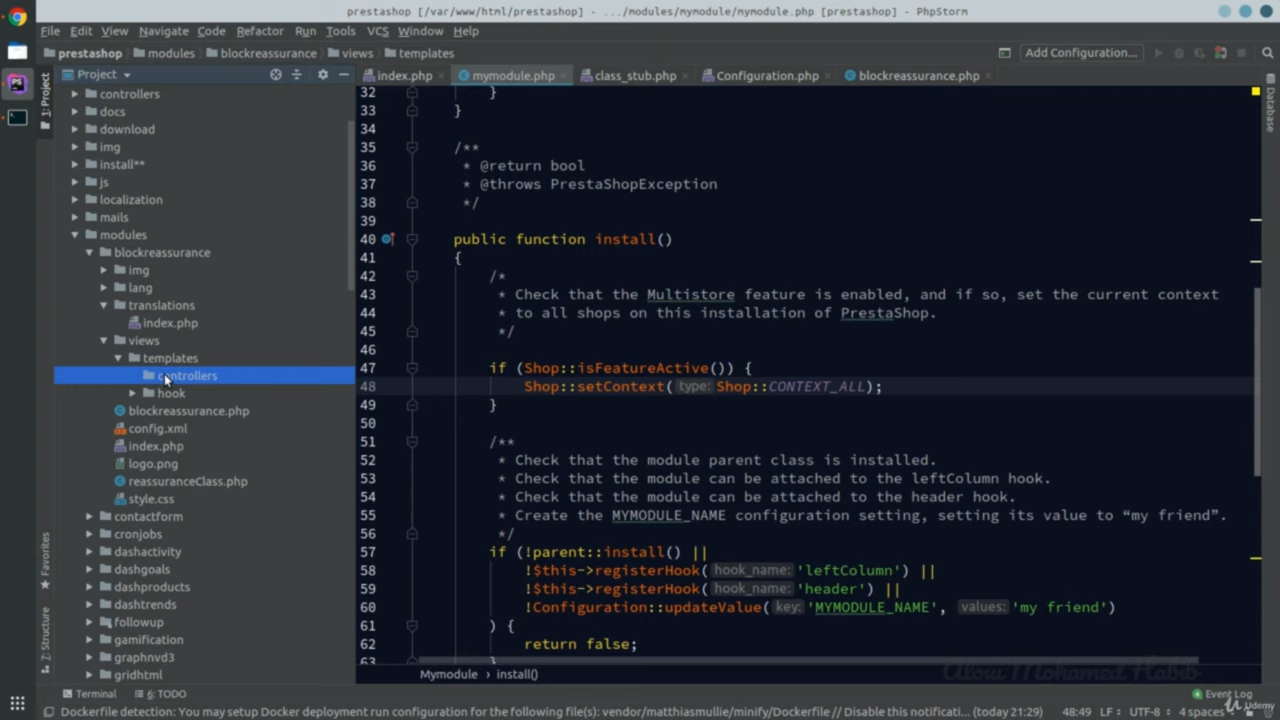 prestashop [/var/www/html/prestashop] - .../modules/mymodule/mymodule.php [prestashop] - PhpStorm
File Edit View Navigate Code Refactor Run Tools VCS Window Help
prestashop modules blockreassurance views templates Add Configuration...
Project
index.php mymodule.php class_stub.php Configuration.php blockreassurance.php
1: Project
Database
controllers
docs
download
img
install**
js
localization
mails
modules
blockreassurance
img
lang
translations
index.php
views
templates
controllers
hook
blockreassurance.php
config.xml
index.php
logo.png
reassuranceClass.php
style.css
contactform
cronjobs
dashactivity
dashgoals
dashproducts
dashtrends
followup
gamification
graphnvd3
gridhtml
Favorites
7: Structure
32 }
33 }
34
35 /**
36 * @return bool
37 * @throws PrestaShopException
38 */
39
40 public function install()
41 {
42 /*
43 * Check that the Multistore feature is enabled, and if so, set the current context
44 * to all shops on this installation of PrestaShop.
45 */
46
47 if (Shop::isFeatureActive()) {
48 Shop::setContext( type: Shop::CONTEXT_ALL);
49 }
50
51 /**
52 * Check that the module parent class is installed.
53 * Check that the module can be attached to the leftColumn hook.
54 * Check that the module can be attached to the header hook.
55 * Create the MYMODULE_NAME configuration setting, setting its value to “my friend”.
56 */
57 if (!parent::install() ||
58 !$this->registerHook( hook_name: 'leftColumn') ||
59 !$this->registerHook( hook_name: 'header') ||
60 !Configuration::updateValue( key: 'MYMODULE_NAME', values: 'my friend')
61 ) {
62 return false;
63 }
Mymodule › install()
Alow Mohamed Habib
Terminal 6: TODO 4 Event Log
Dockerfile detection: You may setup Docker deployment run configuration for the following file(s): vendor/matthiasmullie/minify/Dockerfile // Disable this notificati... (today 21:29) 48:49 LF UTF-8 4 spaces
Udemy